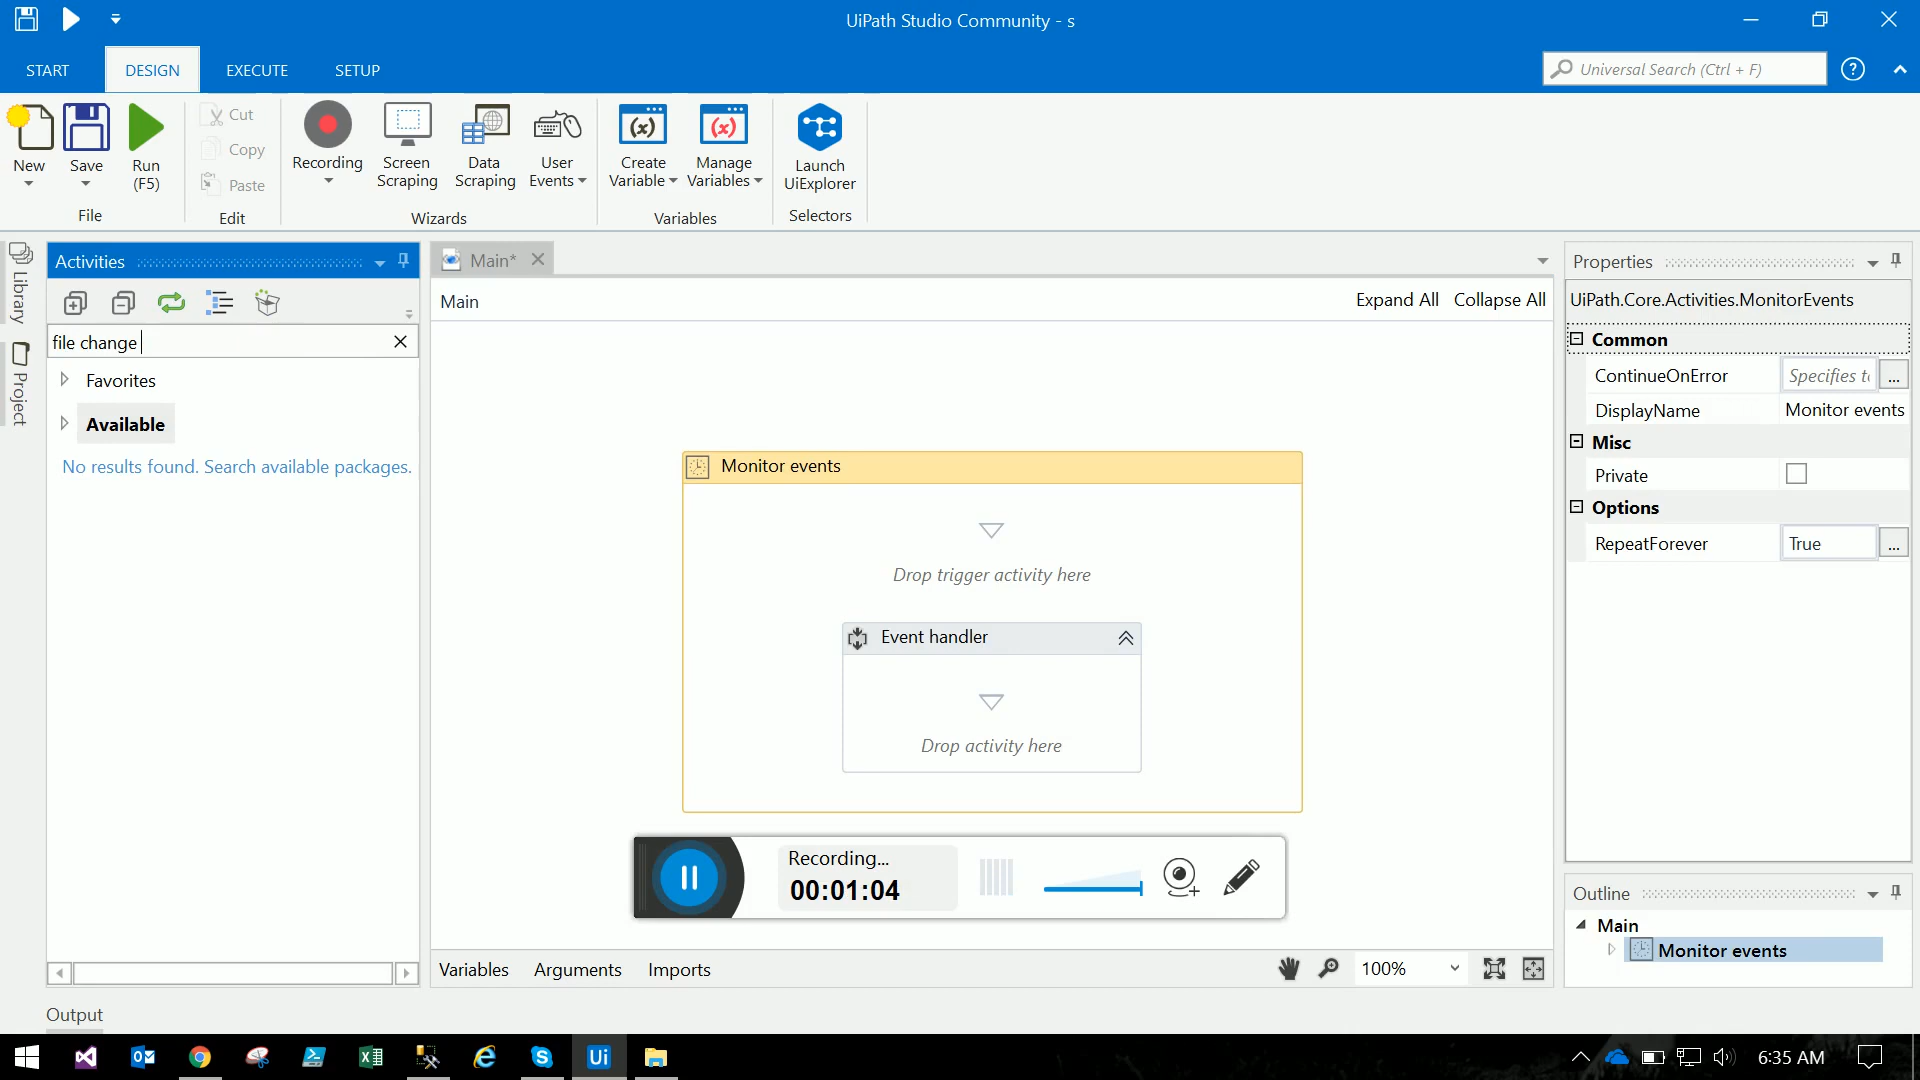 UiPath Studio Community - s
START
DESIGN
EXECUTE
SETUP
Universal Search (Ctrl + F)
?
New
Save
Run
(F5)
File
Cut
Copy
Paste
Edit
Recording
Screen
Scraping
Data
Scraping
User
Events
Wizards
(x)
Create
Variable
(x)
Manage
Variables
Variables
Launch
UiExplorer
Selectors
Library
Project
Activities
file change
Favorites
Available
No results found. Search available packages.
Main*
Main
Expand All
Collapse All
Monitor events
Drop trigger activity here
Event handler
Drop activity here
Recording...
00:01:04
Variables
Arguments
Imports
100%
Properties
UiPath.Core.Activities.MonitorEvents
Common
ContinueOnError
Specifies to
...
DisplayName
Monitor events
Misc
Private
Options
RepeatForever
True
...
Outline
Main
Monitor events
Output
Ui
6:35 AM